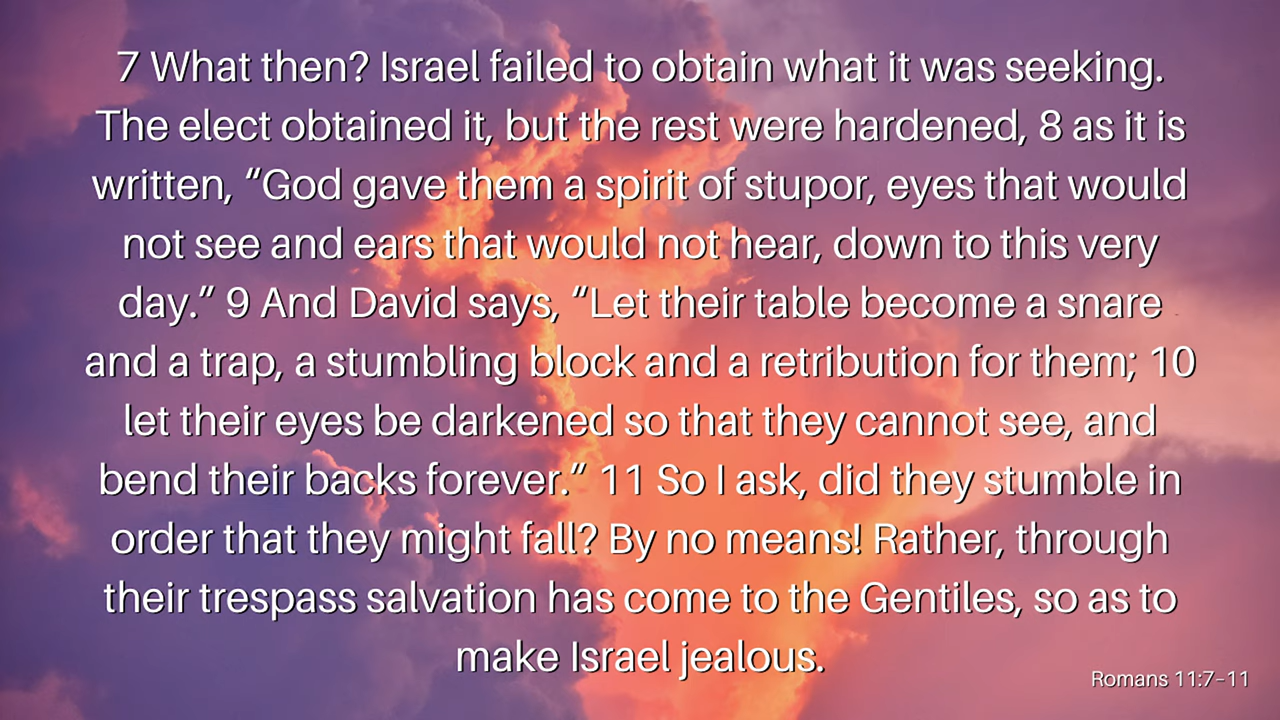 7 What then? Israel failed to obtain what it was seeking.
The elect obtained it, but the rest were hardened, 8 as it is
written, “God gave them a spirit of stupor, eyes that would
not see and ears that would not hear, down to this very
day.” 9 And David says, “Let their table become a snare
and a trap, a stumbling block and a retribution for them; 10
let their eyes be darkened so that they cannot see, and
bend their backs forever.” 11 So I ask, did they stumble in
order that they might fall? By no means! Rather, through
their trespass salvation has come to the Gentiles, so as to
make Israel jealous.
Romans 11:7–11